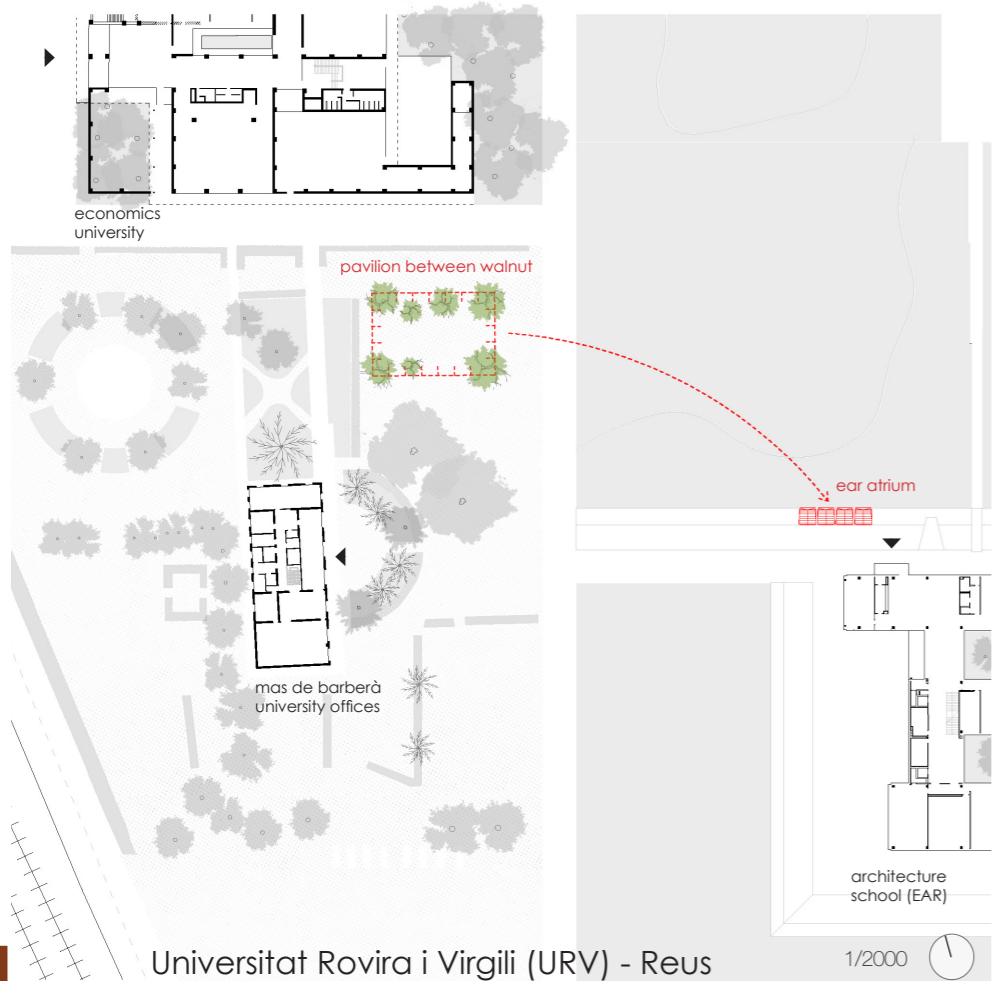 economics
university
pavilion between walnut
ear atrium
mas de barberà
university offices
architecture
school (EAR)
Universitat Rovira i Virgili (URV) - Reus
1/2000